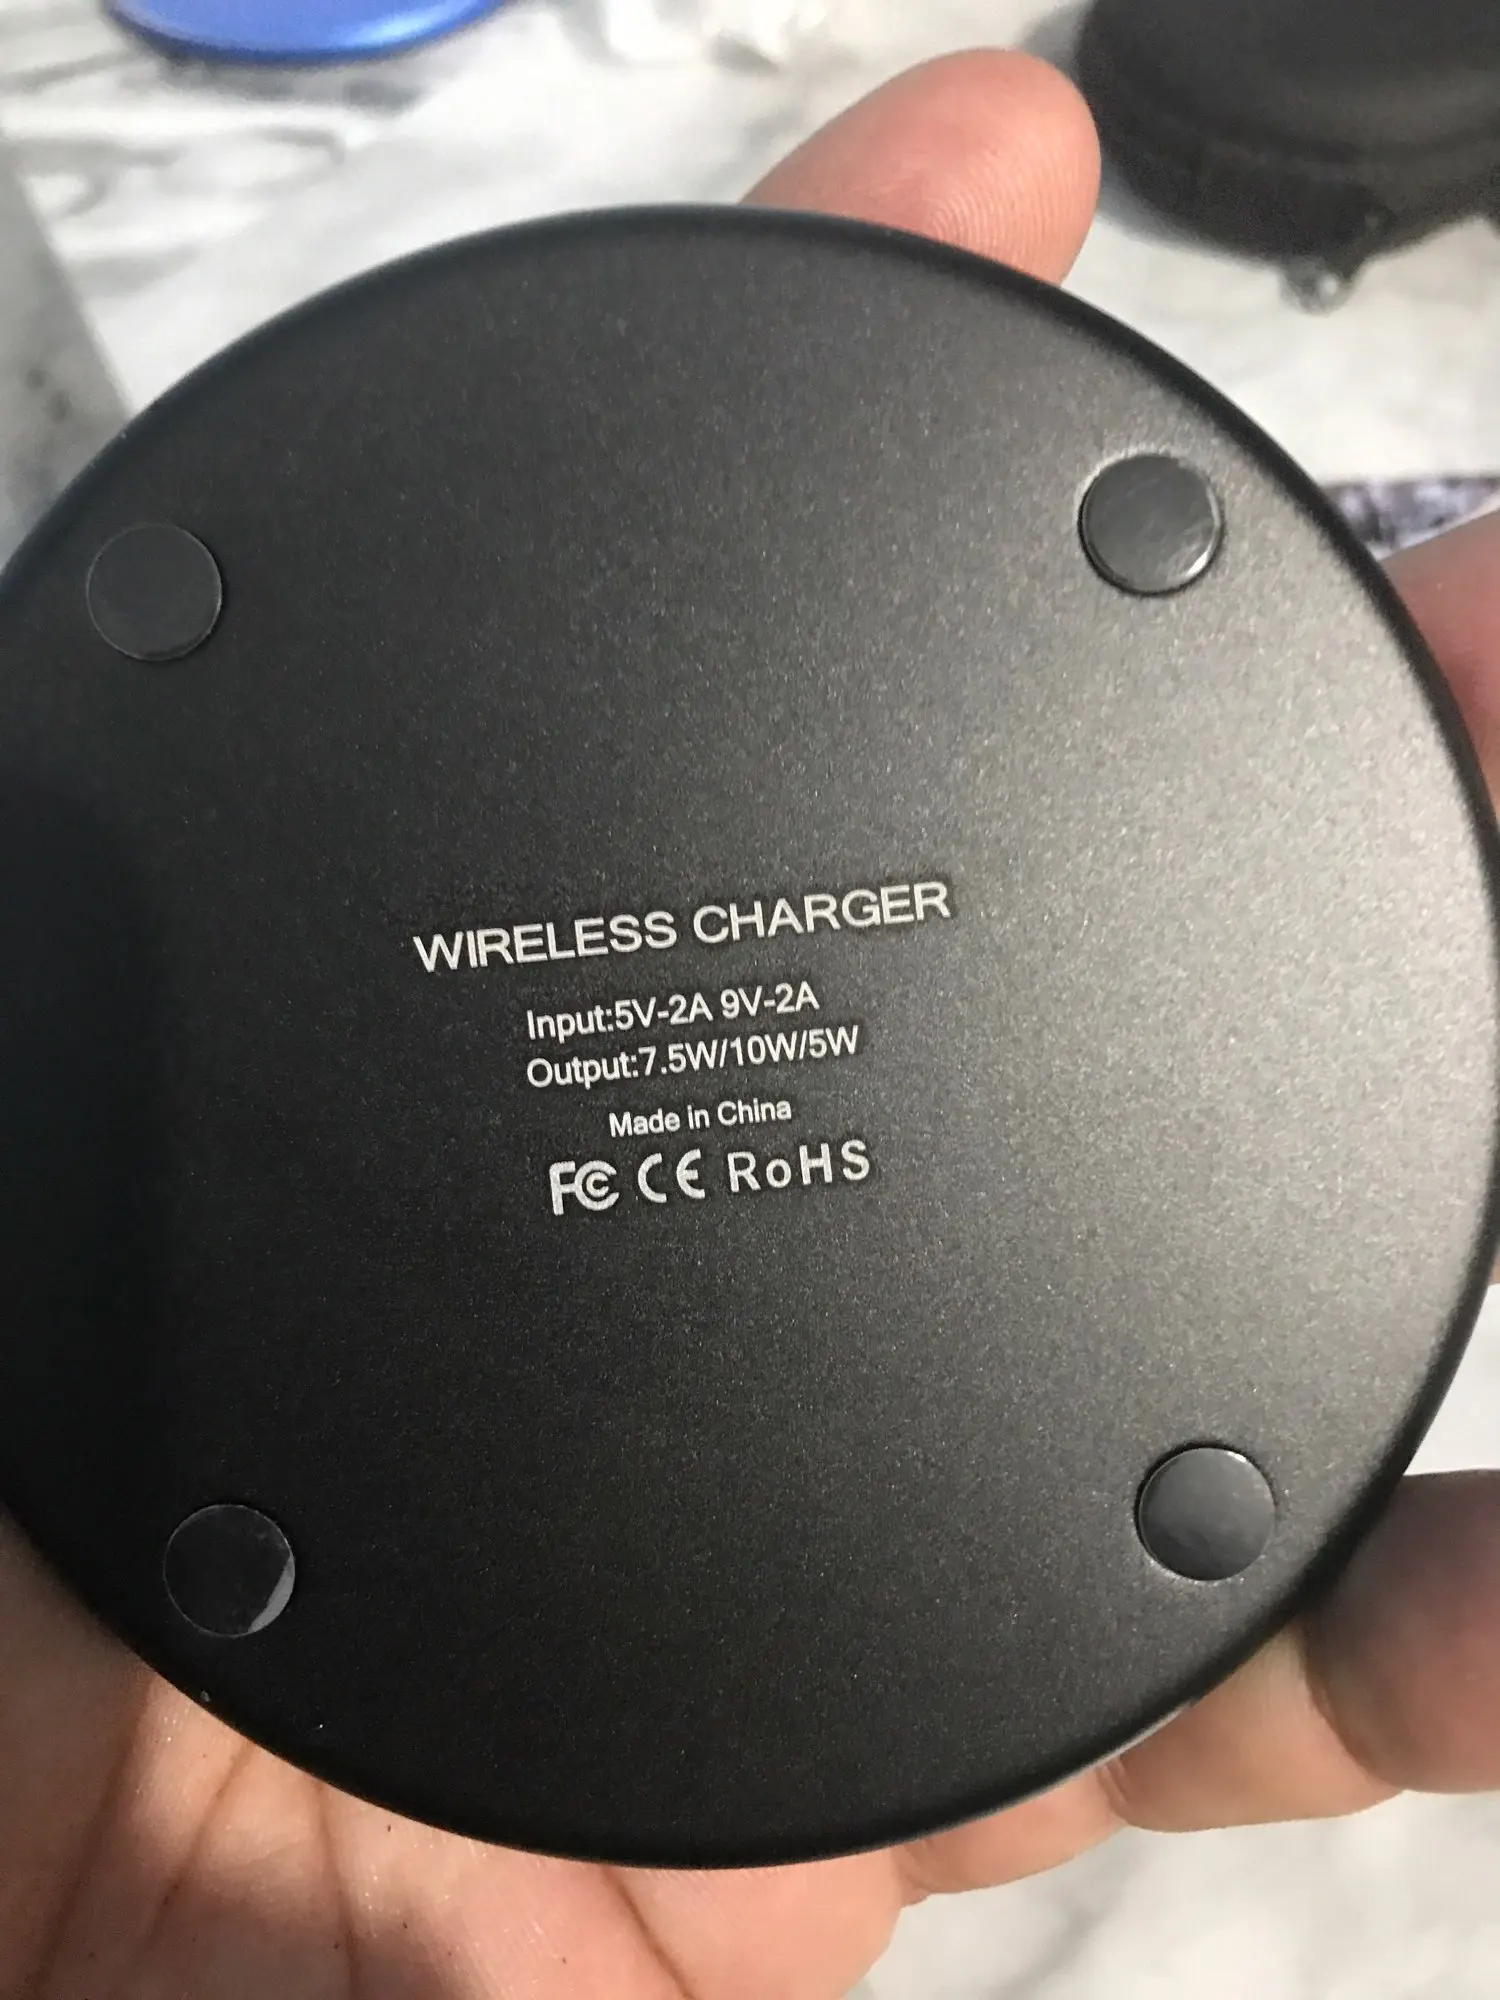 WIRELESS CHARGER
Input:5V-2A 9V-2A
Output:7.5W/10W/5W
Made in China
FC CE RoHS